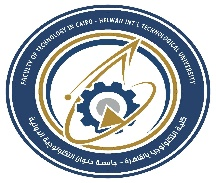 FACULTY OF TECHNOLOGY IN CAIRO - HELWAN INT'L TECHNOLOGICAL UNIVERSITY
كلية التكنولوجيا بالقاهرة - جامعة حلوان التكنولوجية الدولية